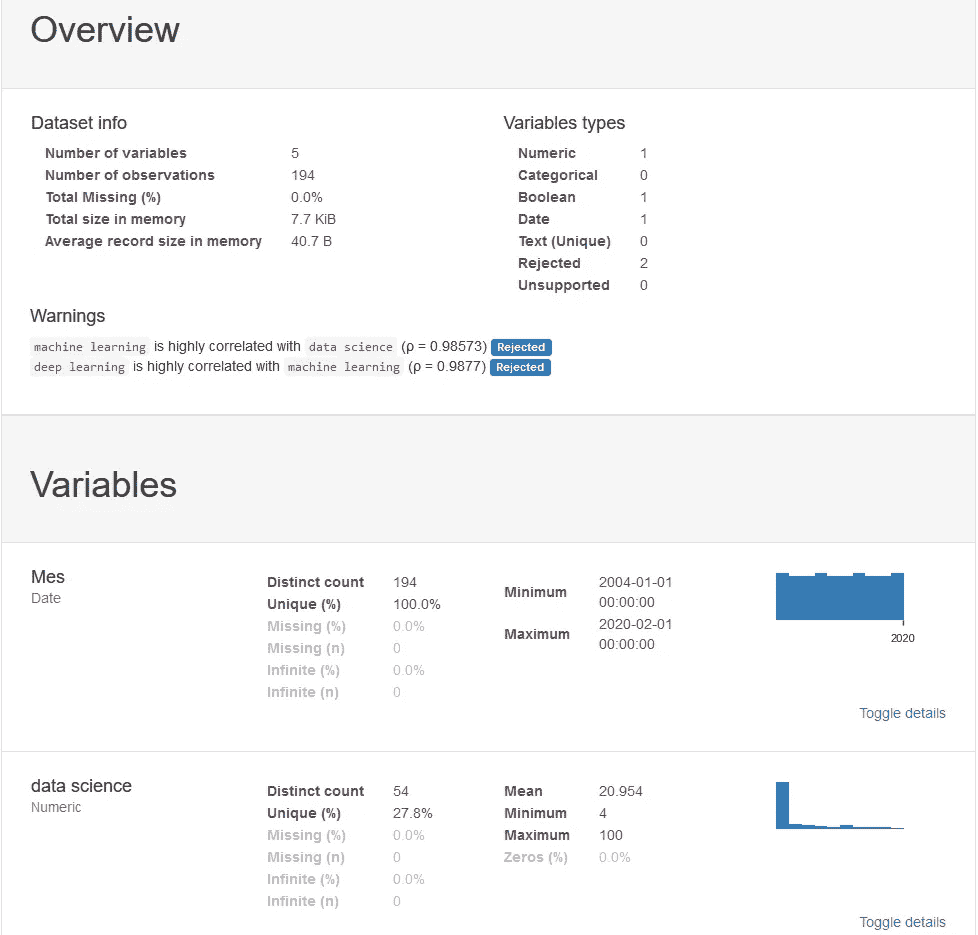 Overview
Dataset info
Number of variables 5
Number of observations 194
Total Missing (%) 0.0%
Total size in memory 7.7 KiB
Average record size in memory 40.7 B
Variables types
Numeric 1
Categorical 0
Boolean 1
Date 1
Text (Unique) 0
Rejected 2
Unsupported 0
Warnings
machine learning is highly correlated with data science (ρ = 0.98573) Rejected
deep learning is highly correlated with machine learning (ρ = 0.9877) Rejected
Variables
Mes
Date
Distinct count 194
Unique (%) 100.0%
Missing (%) 0.0%
Missing (n) 0
Infinite (%) 0.0%
Infinite (n) 0
Minimum 2004-01-01
00:00:00
Maximum 2020-02-01
00:00:00
2020
Toggle details
data science
Numeric
Distinct count 54
Unique (%) 27.8%
Missing (%) 0.0%
Missing (n) 0
Infinite (%) 0.0%
Infinite (n) 0
Mean 20.954
Minimum 4
Maximum 100
Zeros (%) 0.0%
Toggle details